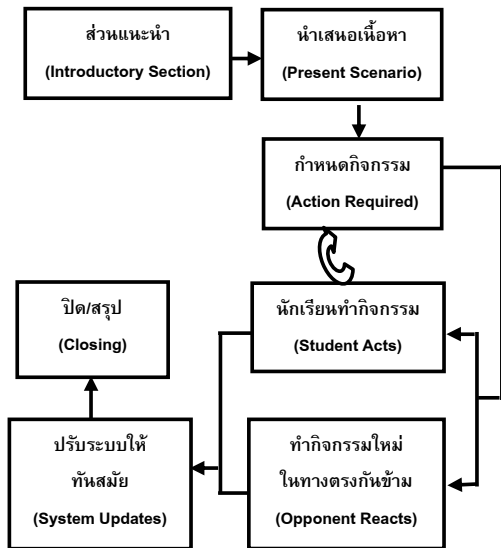 ส่วนแนะนำ
(Introductory Section)
นำเสนอเนื้อหา
(Present Scenario)
กำหนดกิจกรรม
(Action Required)
นักเรียนทำกิจกรรม
(Student Acts)
ปิด/สรุป
(Closing)
ปรับระบบให้
ทันสมัย
(System Updates)
ทำกิจกรรมใหม่
ในทางตรงกันข้าม
(Opponent Reacts)